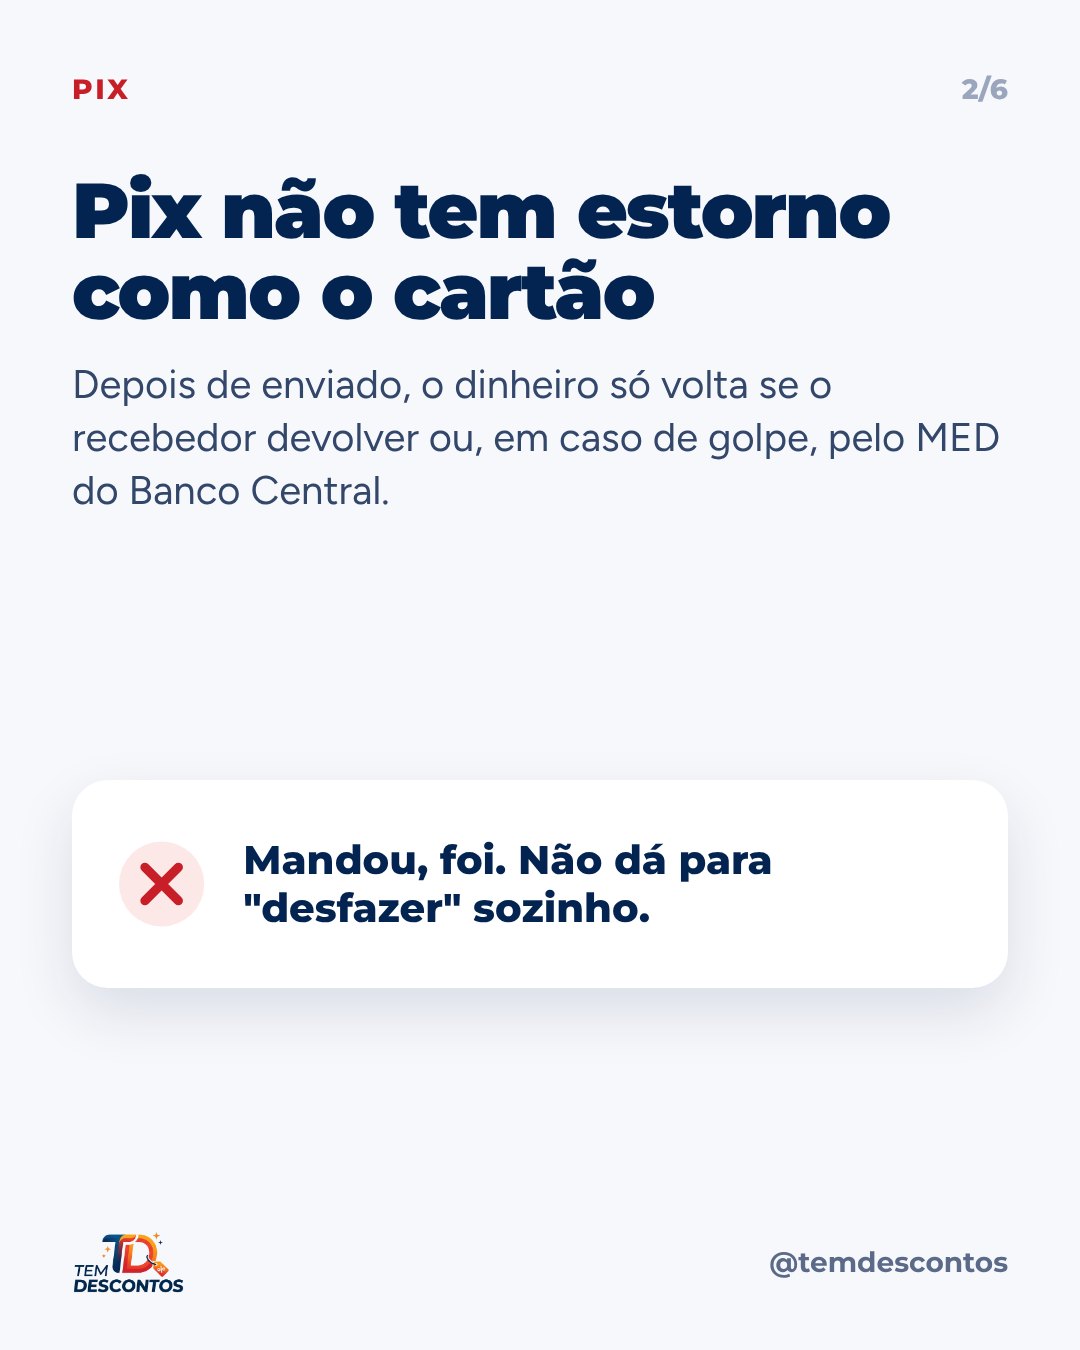 PIX
2/6
Pix não tem estorno
como o cartão
Depois de enviado, o dinheiro só volta se o
recebedor devolver ou, em caso de golpe, pelo MED
do Banco Central.
Mandou, foi. Não dá para
"desfazer" sozinho.
TD
TEM
DESCONTOS
@temdescontos